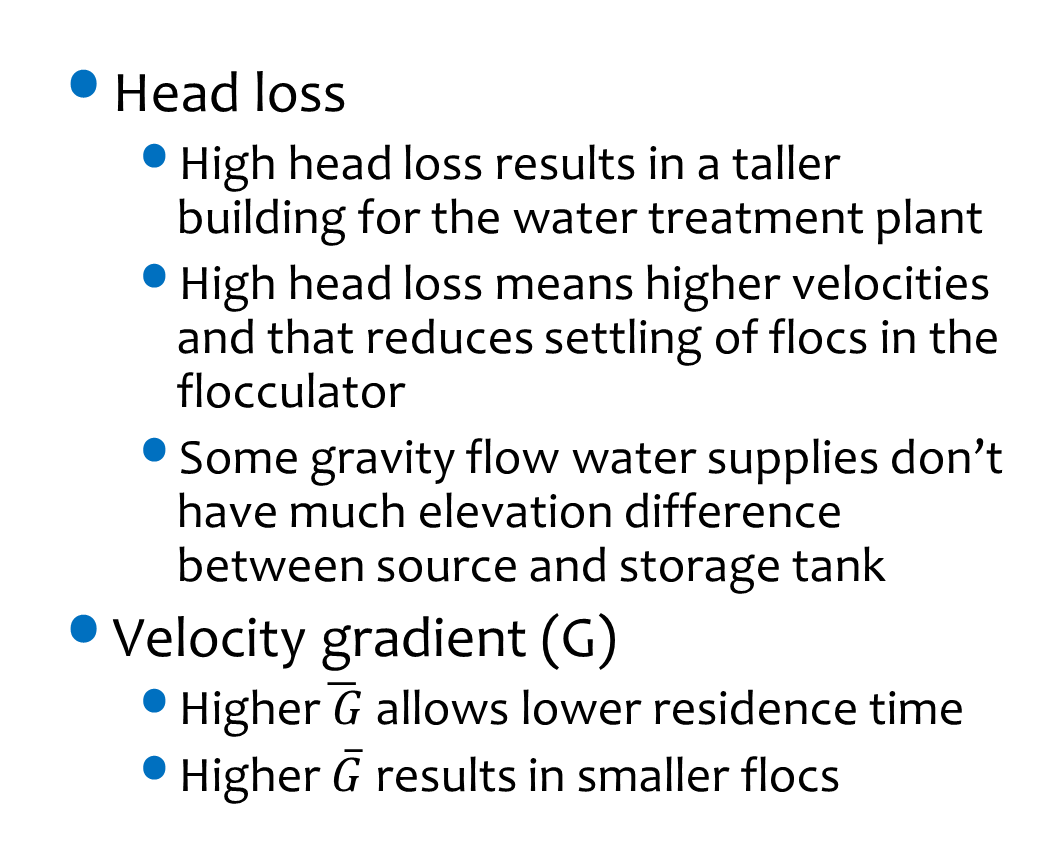 • Head loss
• High head loss results in a taller
building for the water treatment plant
• High head loss means higher velocities
and that reduces settling of flocs in the
flocculator
• Some gravity flow water supplies don’t
have much elevation difference
between source and storage tank
• Velocity gradient (G)
• Higher G̅ allows lower residence time
• Higher G̅ results in smaller flocs